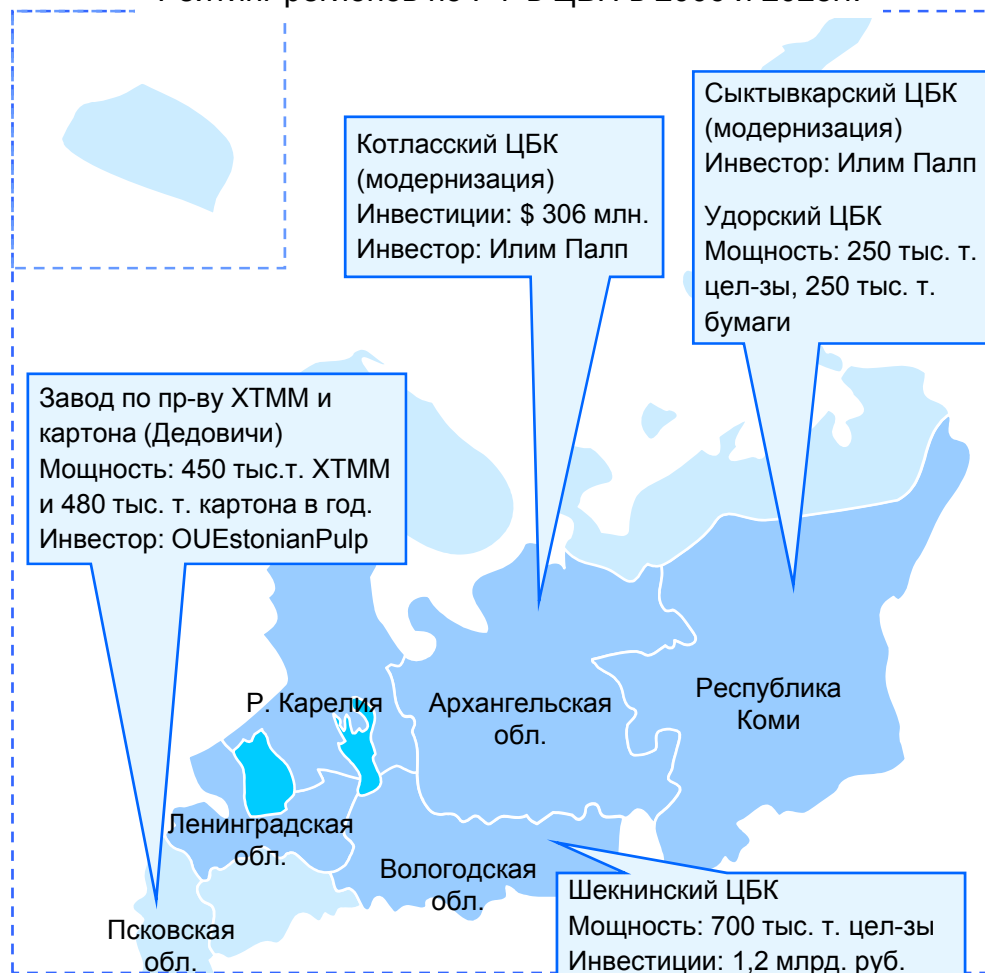 Котласский ЦБК
(модернизация)
Инвестиции: $ 306 млн.
Инвестор: Илим Палп
Сыктывкарский ЦБК
(модернизация)
Инвестор: Илим Палп
Удорский ЦБК
Мощность: 250 тыс. т.
цел-зы, 250 тыс. т.
бумаги
Завод по пр-ву ХТММ и
картона (Дедовичи)
Мощность: 450 тыс.т. ХТММ
и 480 тыс. т. картона в год.
Инвестор: OUEstonianPulp
Р. Карелия
Архангельская
обл.
Республика
Коми
Ленинградская
обл.
Вологодская
обл.
Псковская
обл.
Шекнинский ЦБК
Мощность: 700 тыс. т. цел-зы
Инвестиции: 1,2 млрд. руб.